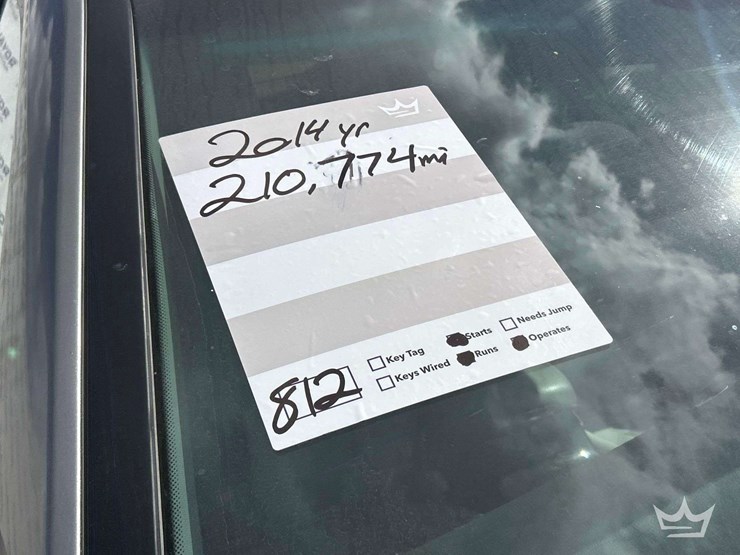 2014 yr
210,774 mi
Starts Needs Jump
Key Tag Runs Operates
Keys Wired
812